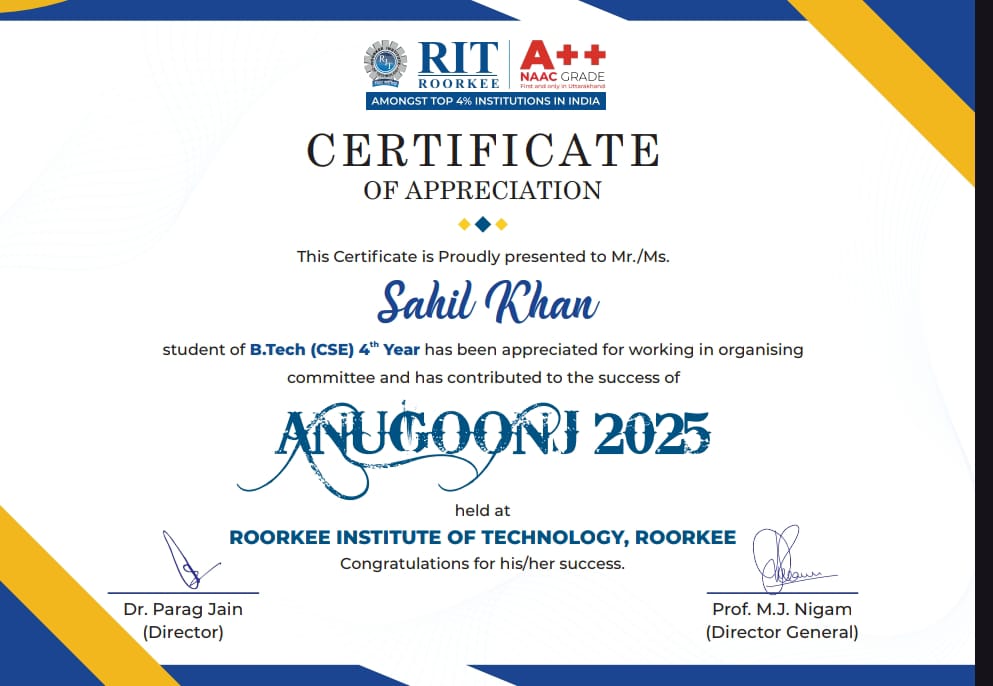 RIT
ROORKEE
A++
NAAC GRADE
First and only in Uttarakhand
AMONGST TOP 4% INSTITUTIONS IN INDIA
CERTIFICATE
OF APPRECIATION
This Certificate is Proudly presented to Mr./Ms.
Sahil Khan
student of B.Tech (CSE) 4th Year has been appreciated for working in organising
committee and has contributed to the success of
ANUGOONJ 2025
held at
ROORKEE INSTITUTE OF TECHNOLOGY, ROORKEE
Congratulations for his/her success.
Dr. Parag Jain
(Director)
Prof. M.J. Nigam
(Director General)